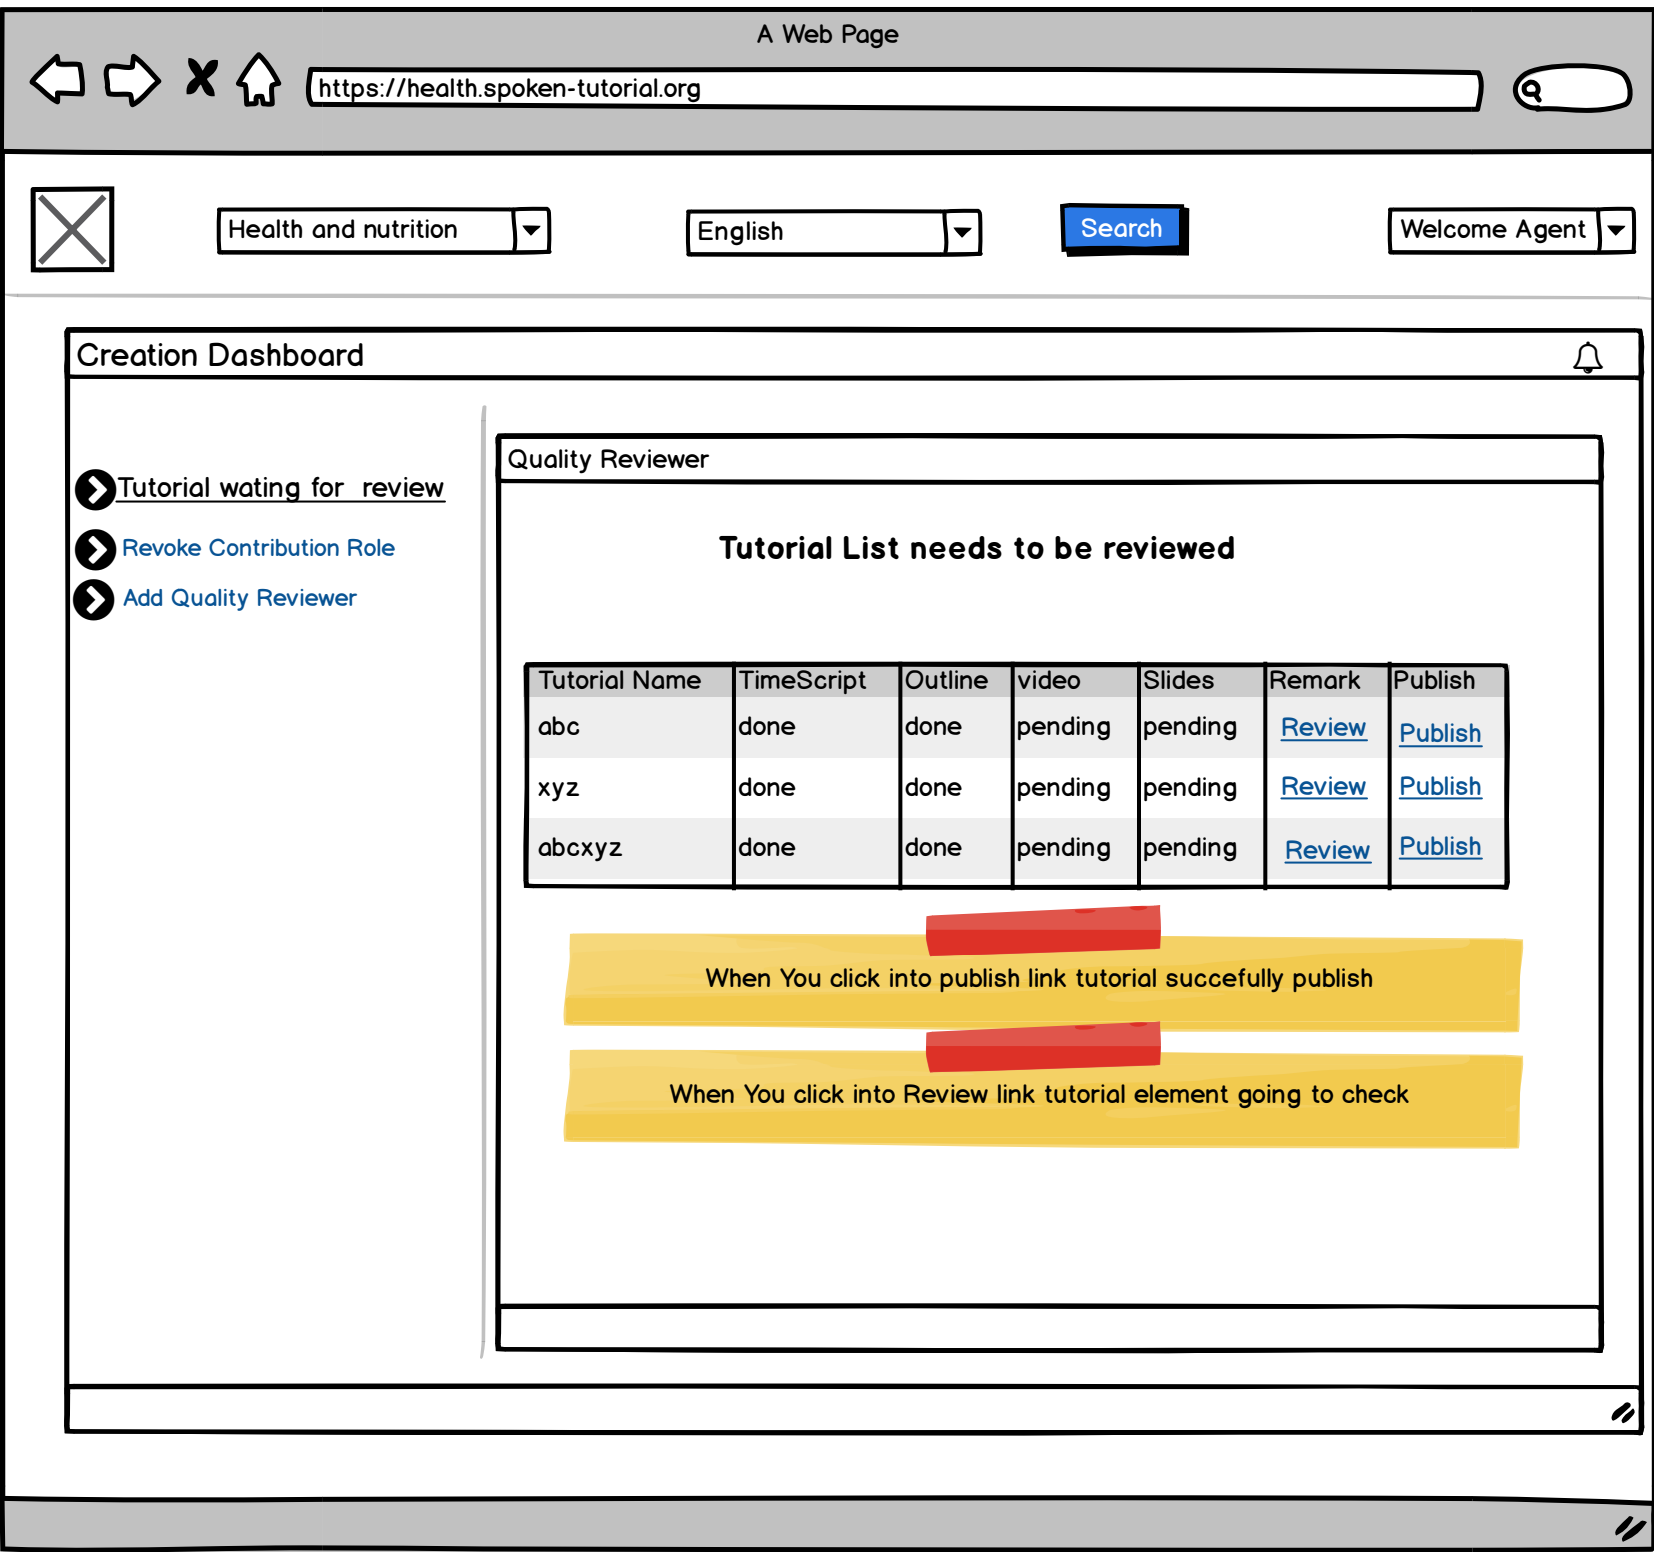 A Web Page
https://health.spoken-tutorial.org
Health and nutrition English Search Welcome Agent
Creation Dashboard
Quality Reviewer
Tutorial wating for review
Revoke Contribution Role
Add Quality Reviewer
Tutorial List needs to be reviewed
Tutorial Name TimeScript Outline video Slides Remark Publish
abc done done pending pending Review Publish
xyz done done pending pending Review Publish
abcxyz done done pending pending Review Publish
When You click into publish link tutorial succefully publish
When You click into Review link tutorial element going to check